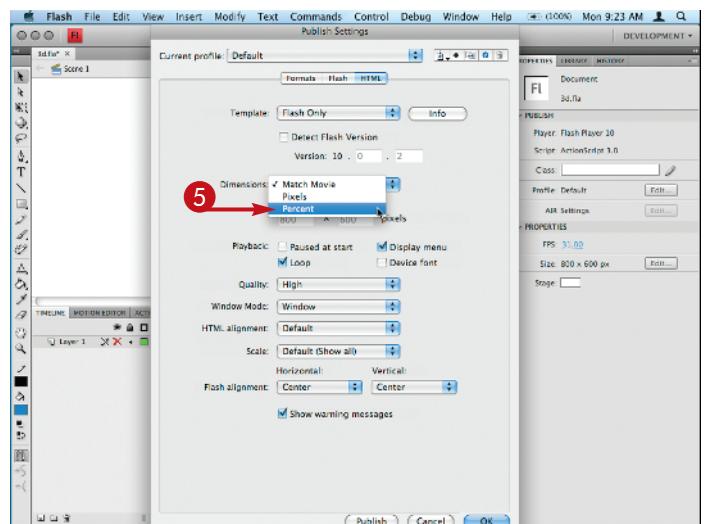 Flash File Edit View Insert Modify Text Commands Control Debug Window Help (100%) Mon 9:23 AM
Publish Settings
DEVELOPMENT
3d.fla* ×
Scene 1
Current profile: Default
PROPERTIES LIBRARY HISTORY
Formats Flash HTML
Fl
Document
3d.fla
Template: Flash Only Info
PUBLISH
Detect Flash Version
Player: Flash Player 10
Version: 10 . 0 . 2
Script: ActionScript 3.0
Class:
Dimensions: ✓ Match Movie
Pixels
Percent
5
Profile: Default Edit...
800 X 600 pixels
AIR Settings Edit...
PROPERTIES
Playback: Paused at start Display menu
FPS: 31.00
Loop Device font
Size: 800 x 600 px Edit...
Quality: High
Stage:
Window Mode: Window
TIMELINE MOTION EDITOR ACTI
HTML alignment: Default
Layer 1
Scale: Default (Show all)
Horizontal: Vertical:
Flash alignment: Center Center
Show warning messages
Publish Cancel OK